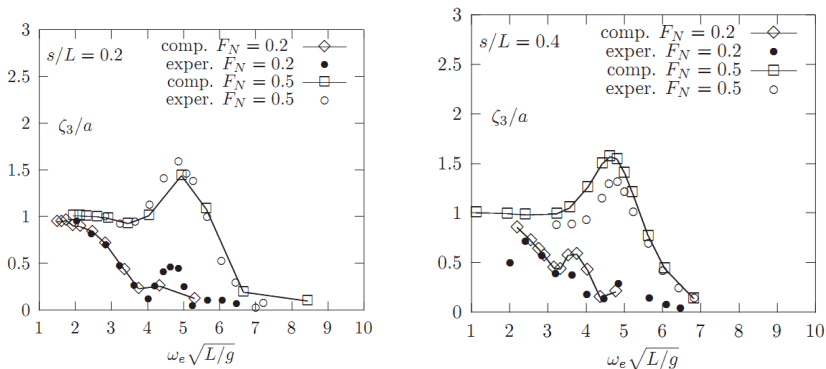 s/L = 0.2
comp. F_N = 0.2
exper. F_N = 0.2
comp. F_N = 0.5
exper. F_N = 0.5
ζ_3/a
3
2.5
2
1.5
1
0.5
0
1 2 3 4 5 6 7 8 9 10
ω_e √L/g
s/L = 0.4
comp. F_N = 0.2
exper. F_N = 0.2
comp. F_N = 0.5
exper. F_N = 0.5
ζ_3/a
3
2.5
2
1.5
1
0.5
0
1 2 3 4 5 6 7 8 9 10
ω_e √L/g